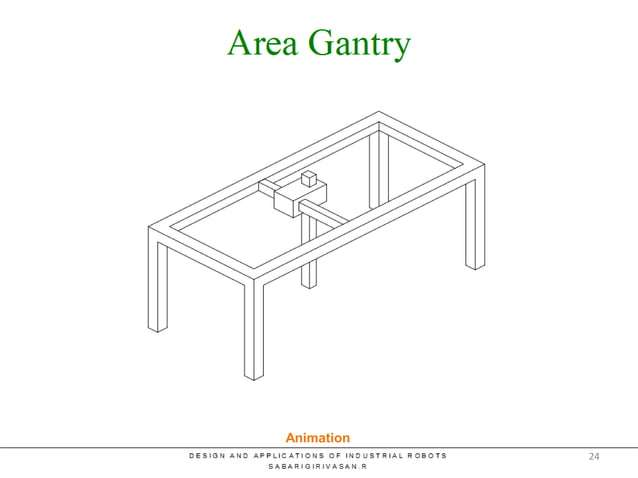 Area Gantry
Animation
DESIGN AND APPLICATIONS OF INDUSTRIAL ROBOTS
24
SABARIGIRIVASAN.R